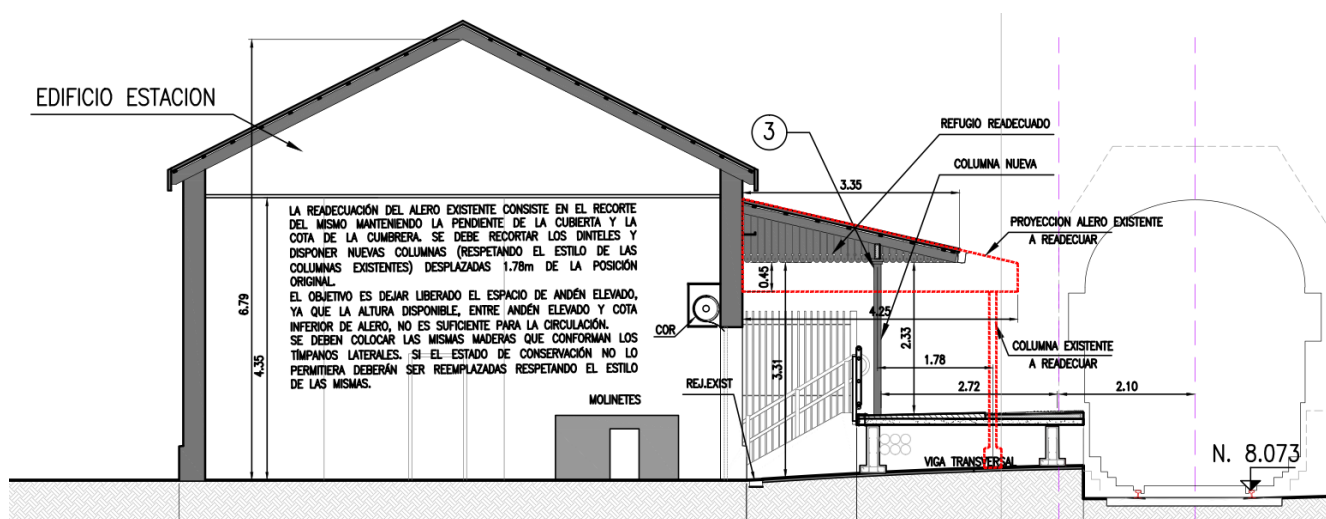 EDIFICIO ESTACION
3
REFUGIO READECUADO
COLUMNA NUEVA
3.35
PROYECCION ALERO EXISTENTE
A READECUAR
LA READECUACIÓN DEL ALERO EXISTENTE CONSISTE EN EL RECORTE
DEL MISMO MANTENIENDO LA PENDIENTE DE LA CUBIERTA Y LA
COTA DE LA CUMBRERA. SE DEBE RECORTAR LOS DINTELES Y
DISPONER NUEVAS COLUMNAS (RESPETANDO EL ESTILO DE LAS
COLUMNAS EXISTENTES) DESPLAZADAS 1.78m DE LA POSICIÓN
ORIGINAL.
EL OBJETIVO ES DEJAR LIBERADO EL ESPACIO DE ANDÉN ELEVADO,
YA QUE LA ALTURA DISPONIBLE, ENTRE ANDÉN ELEVADO Y COTA
INFERIOR DE ALERO, NO ES SUFICIENTE PARA LA CIRCULACIÓN.
SE DEBEN COLOCAR LAS MISMAS MADERAS QUE CONFORMAN LOS
TÍMPANOS LATERALES. SI EL ESTADO DE CONSERVACIÓN NO LO
PERMITIERA DEBERÁN SER REEMPLAZADAS RESPETANDO EL ESTILO
DE LAS MISMAS.
6.79
4.35
0.45
4.25
COR
2.33
3.31
COLUMNA EXISTENTE
A READECUAR
1.78
REJ.EXIST
2.72
2.10
MOLINETES
VIGA TRANSVERSAL
N. 8.073